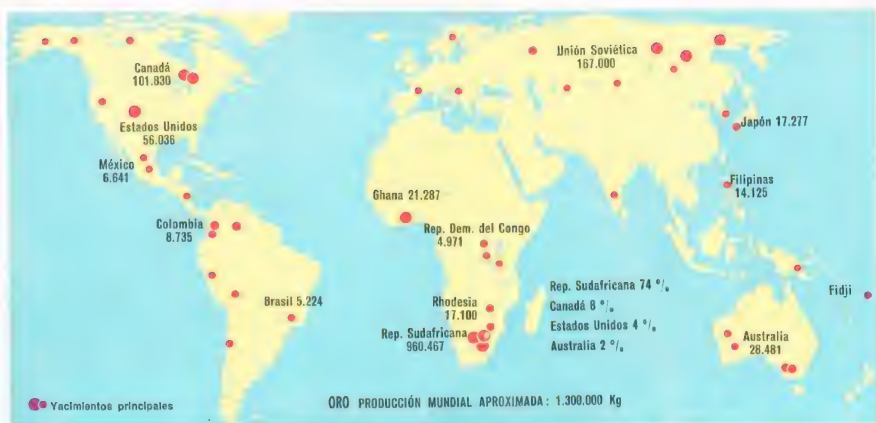 Canadá
101.830
Estados Unidos
56.036
México
6.641
Colombia
8.735
Brasil 5.224
Ghana 21.287
Rep. Dem. del Congo
4.971
Rhodesia
17.100
Rep. Sudafricana
960.467
Rep. Sudafricana 74 %
Canadá 8 %
Estados Unidos 4 %
Australia 2 %
Unión Soviética
167.000
Japón 17.277
Filipinas
14.125
Fidji
Australia
28.481
Yacimientos principales
ORO PRODUCCIÓN MUNDIAL APROXIMADA: 1.300.000 Kg